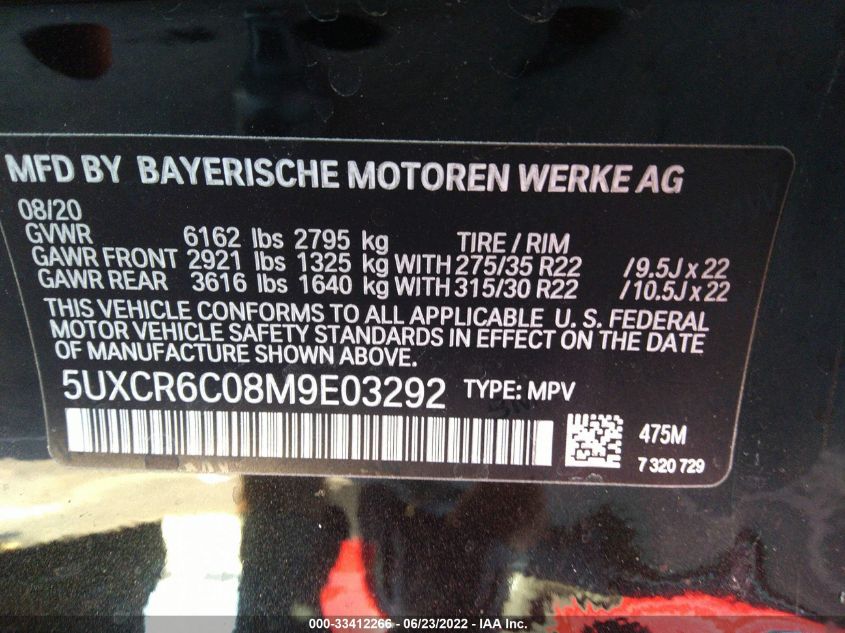 MFD BY BAYERISCHE MOTOREN WERKE AG
08/20
GVWR 6162 lbs 2795 kg TIRE / RIM
GAWR FRONT 2921 lbs 1325 kg WITH 275/35 R22 /9.5J x 22
GAWR REAR 3616 lbs 1640 kg WITH 315/30 R22 /10.5J x 22
THIS VEHICLE CONFORMS TO ALL APPLICABLE U. S. FEDERAL
MOTOR VEHICLE SAFETY STANDARDS IN EFFECT ON THE DATE
OF MANUFACTURE SHOWN ABOVE.
5UXCR6C08M9E03292 TYPE: MPV
475M
7 320 729
000-33412266 - 06/23/2022 - IAA Inc.